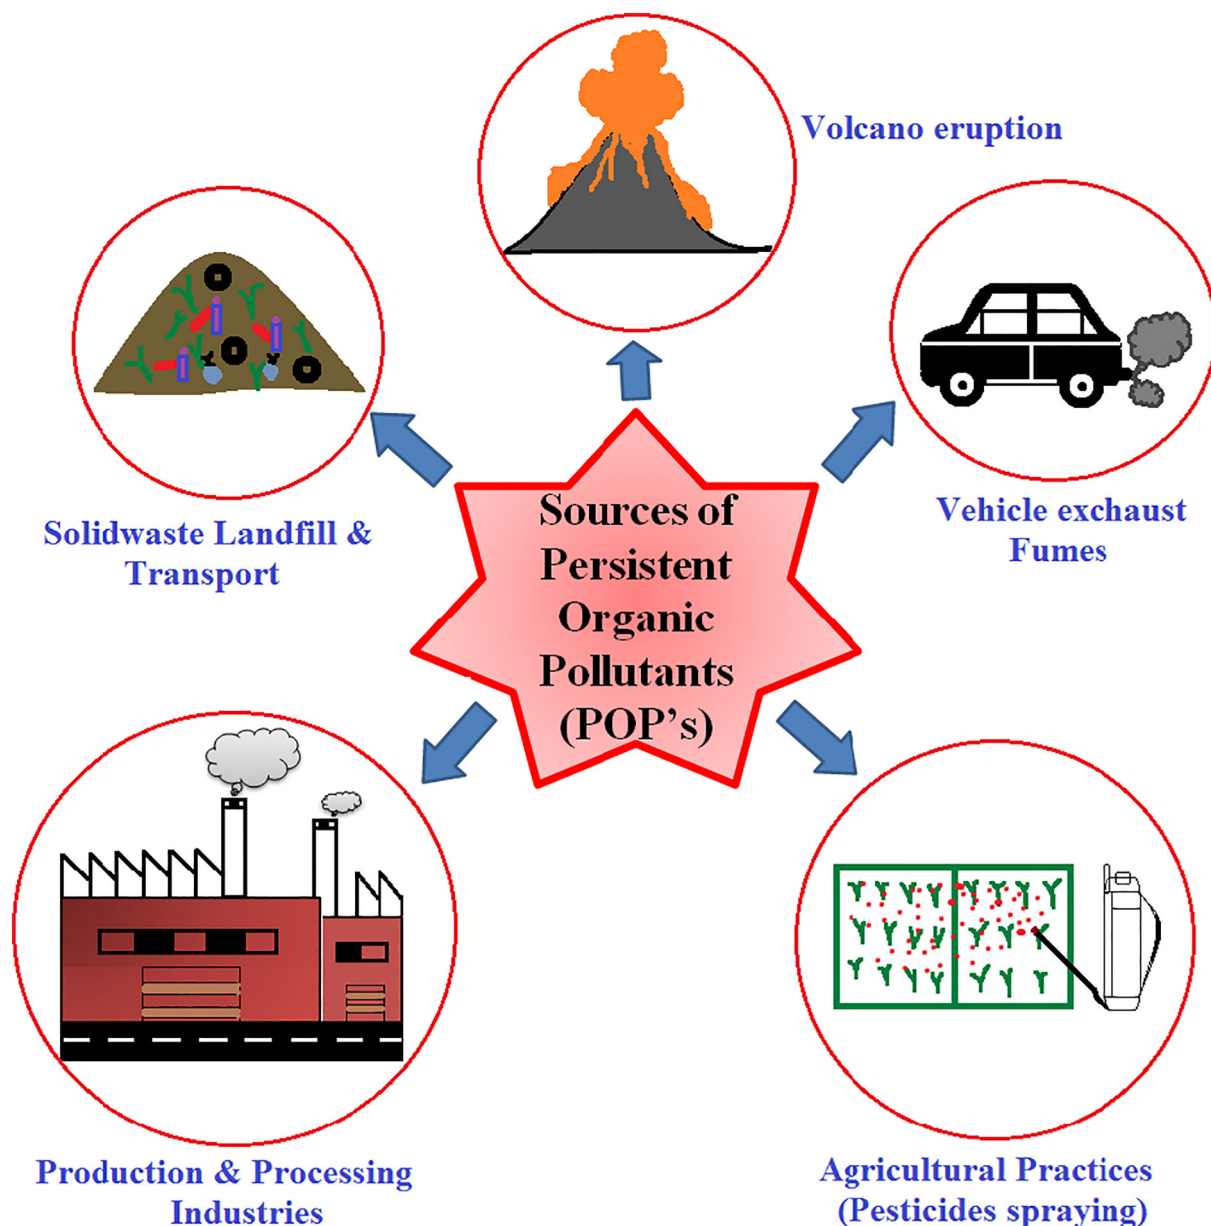 Volcano eruption
Solidwaste Landfill &
Transport
Vehicle exhaust
Fumes
Sources of
Persistent
Organic
Pollutants
(POP’s)
Production & Processing
Industries
Agricultural Practices
(Pesticides spraying)